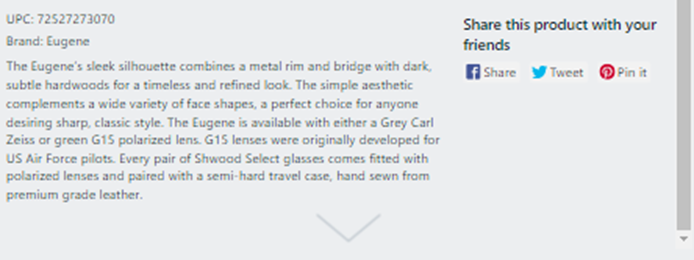 UPC: 72527273070
Brand: Eugene
The Eugene's sleek silhouette combines a metal rim and bridge with dark,
subtle hardwoods for a timeless and refined look. The simple aesthetic
complements a wide variety of face shapes, a perfect choice for anyone
desiring sharp, classic style. The Eugene is available with either a Grey Carl
Zeiss or green G15 polarized lens. G15 lenses were originally developed for
US Air Force pilots. Every pair of Shwood Select glasses comes fitted with
polarized lenses and paired with a semi-hard travel case, hand sewn from
premium grade leather.
Share this product with your
friends
Share Tweet Pin it